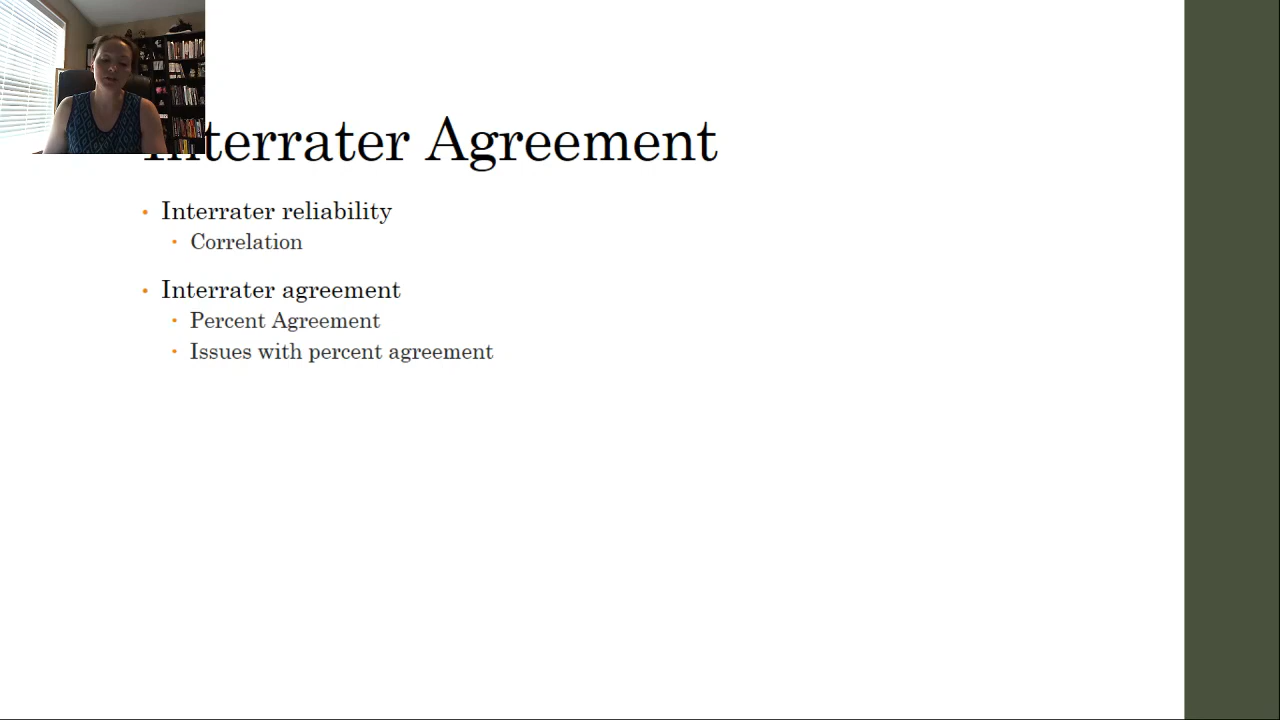 Interrater Agreement
• Interrater reliability
• Correlation
• Interrater agreement
• Percent Agreement
• Issues with percent agreement